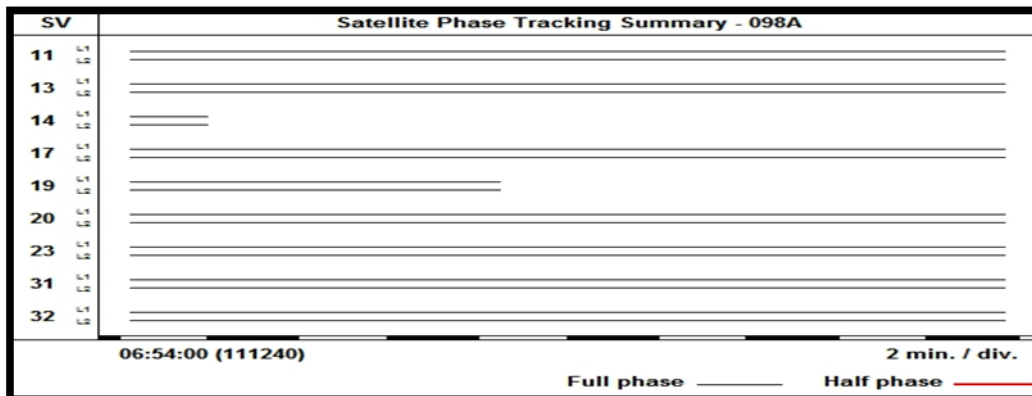 SV Satellite Phase Tracking Summary - 098A
11 L1
L2
13 L1
L2
14 L1
L2
17 L1
L2
19 L1
L2
20 L1
L2
23 L1
L2
31 L1
L2
32 L1
L2
06:54:00 (111240) 2 min. / div.
Full phase Half phase